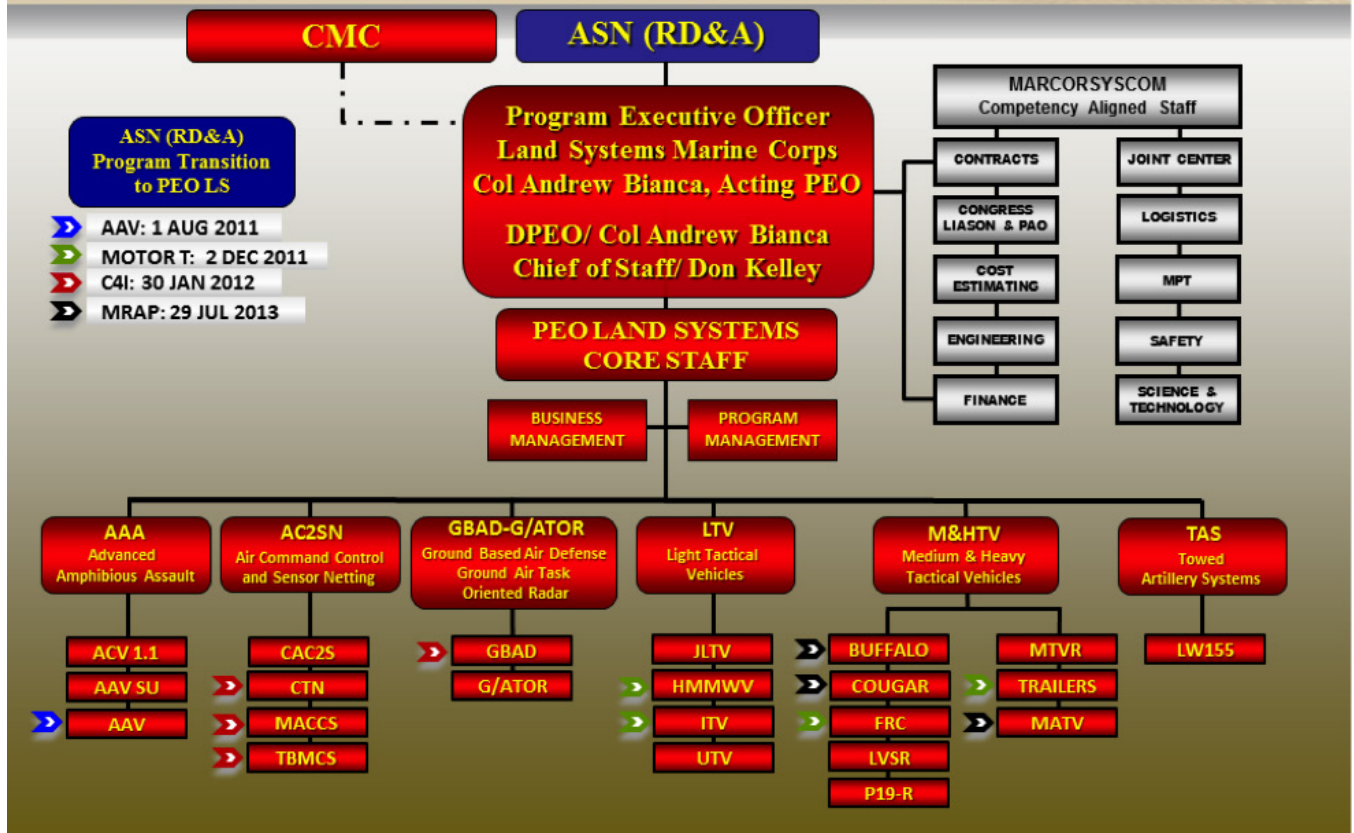 CMC
ASN (RD&A)
ASN (RD&A)
Program Transition
to PEO LS
AAV: 1 AUG 2011
MOTOR T: 2 DEC 2011
C4I: 30 JAN 2012
MRAP: 29 JUL 2013
Program Executive Officer
Land Systems Marine Corps
Col Andrew Bianca, Acting PEO
DPEO/ Col Andrew Bianca
Chief of Staff/ Don Kelley
MARCORSYSCOM
Competency Aligned Staff
CONTRACTS
CONGRESS
LIASON & PAO
COST
ESTIMATING
ENGINEERING
FINANCE
JOINT CENTER
LOGISTICS
MPT
SAFETY
SCIENCE &
TECHNOLOGY
PEO LAND SYSTEMS
CORE STAFF
BUSINESS
MANAGEMENT
PROGRAM
MANAGEMENT
AAA
Advanced
Amphibious Assault
ACV 1.1
AAV SU
AAV
AC2SN
Air Command Control
and Sensor Netting
CAC2S
CTN
MACCS
TBMCS
GBAD-G/ATOR
Ground Based Air Defense
Ground Air Task
Oriented Radar
GBAD
G/ATOR
LTV
Light Tactical
Vehicles
JLTV
HMMWV
ITV
UTV
M&HTV
Medium & Heavy
Tactical Vehicles
BUFFALO
COUGAR
FRC
LVSR
P19-R
MTVR
TRAILERS
MATV
TAS
Towed
Artillery Systems
LW155